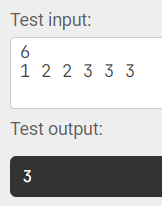 Test input:
6
1 2 2 3 3 3
Test output:
3